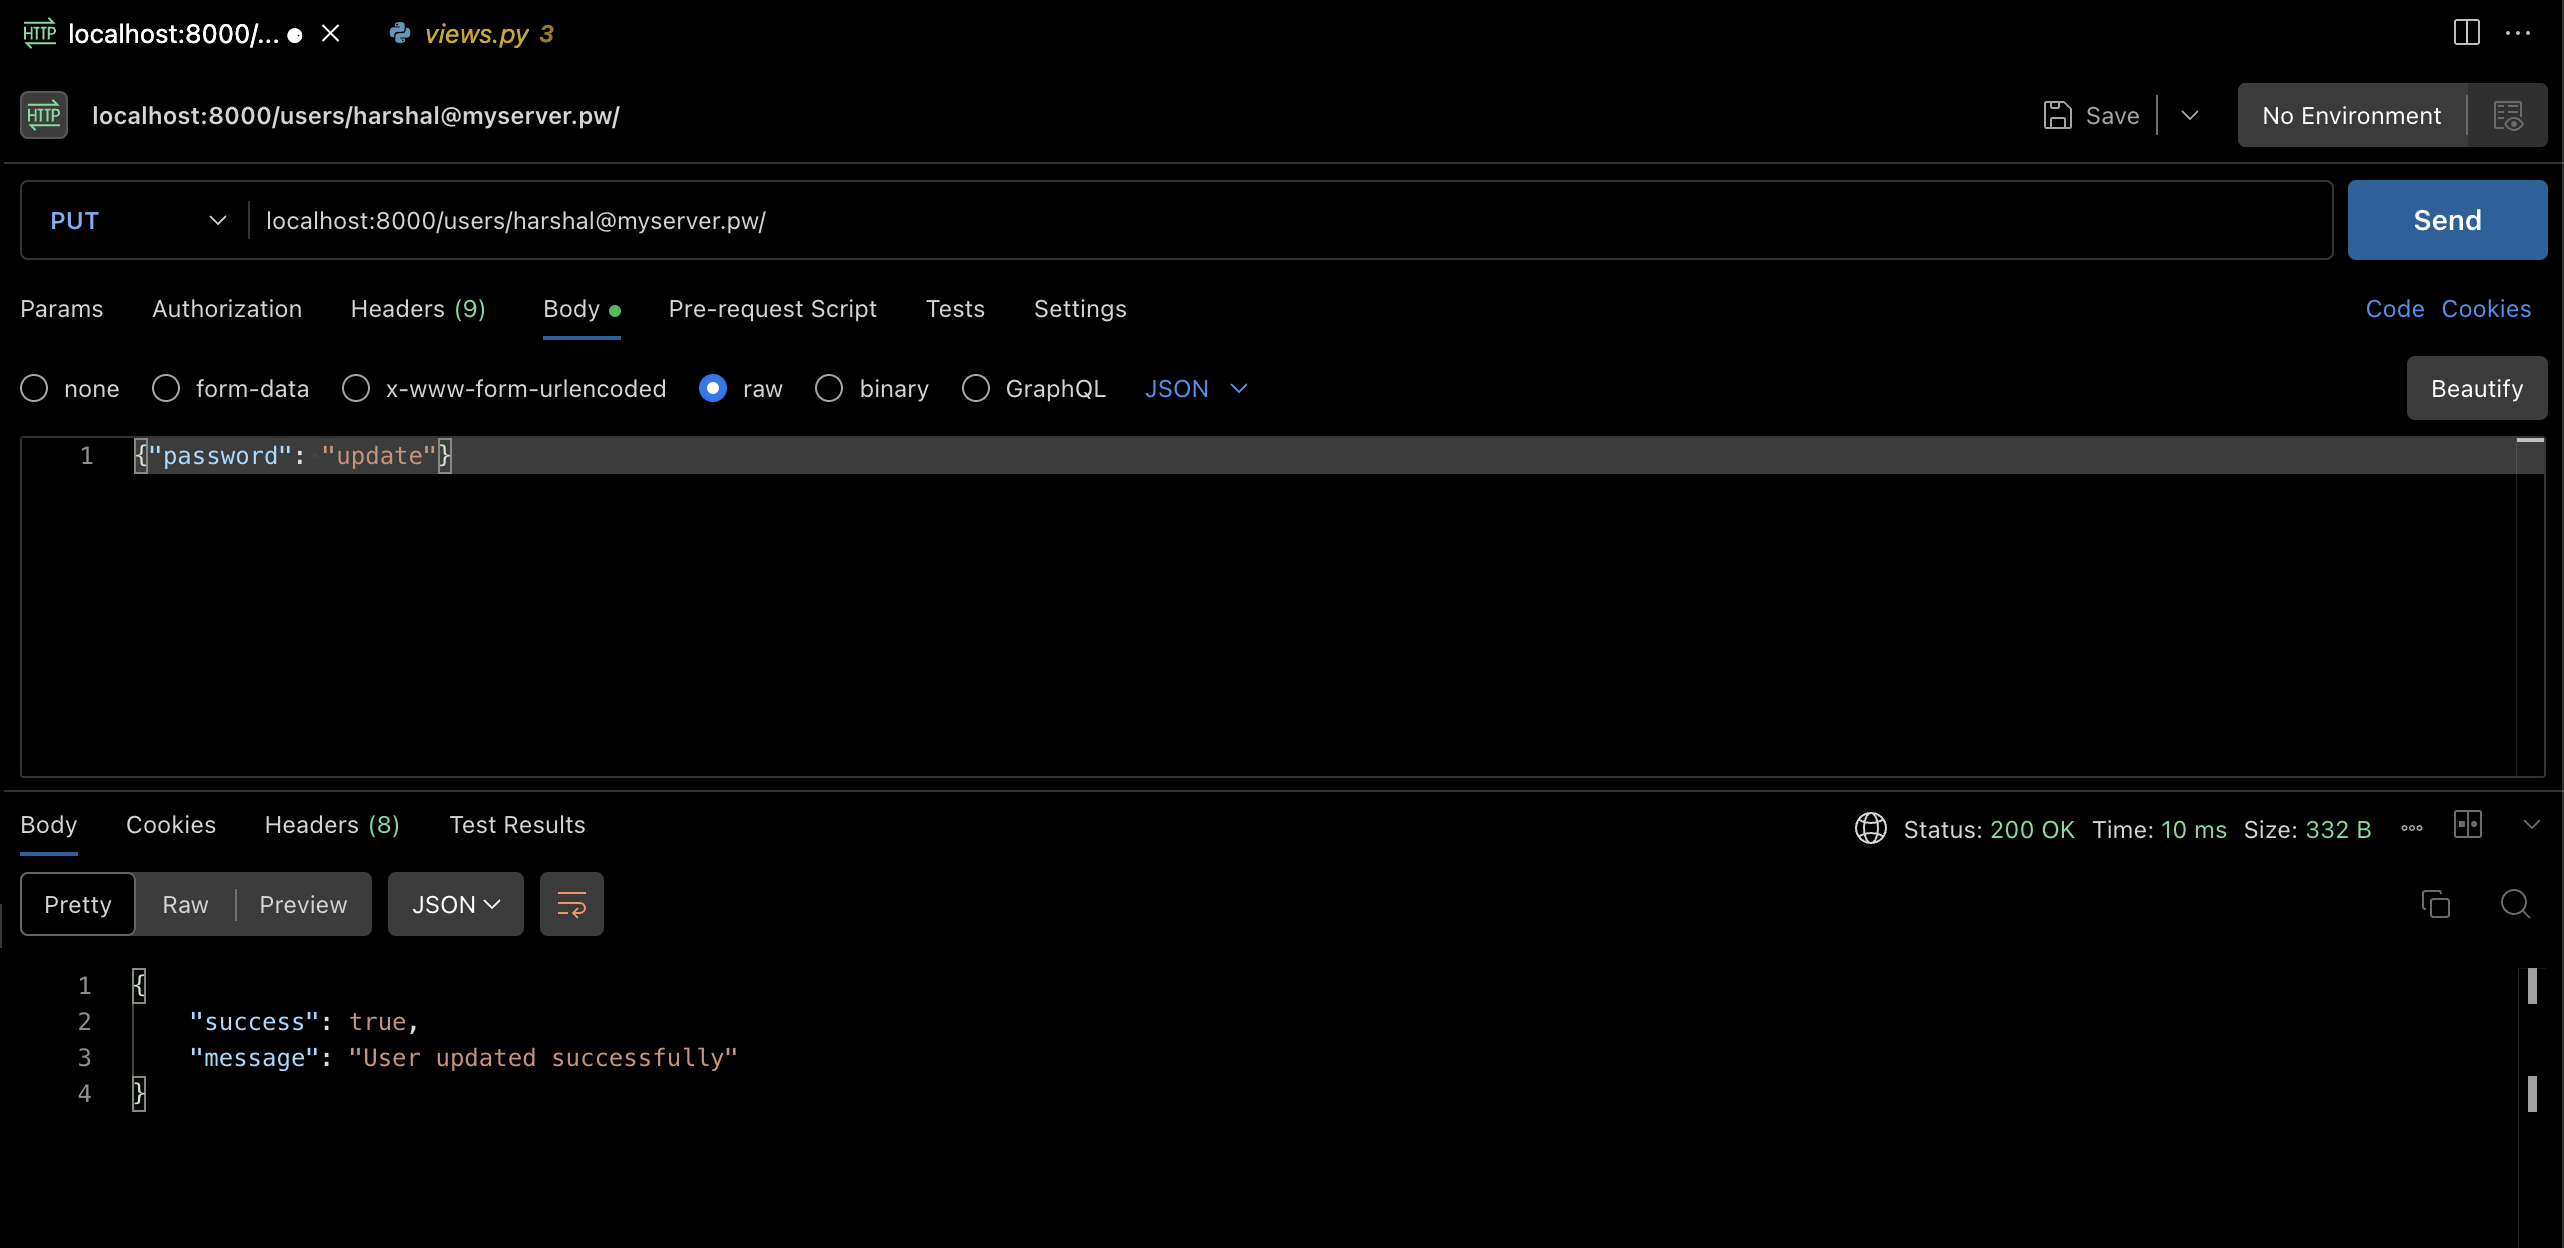 HTTP localhost:8000/... views.py 3
HTTP localhost:8000/users/harshal@myserver.pw/ Save No Environment
PUT localhost:8000/users/harshal@myserver.pw/ Send
Params Authorization Headers (9) Body Pre-request Script Tests Settings Code Cookies
none form-data x-www-form-urlencoded raw binary GraphQL JSON Beautify
1 {"password": "update"}
Body Cookies Headers (8) Test Results Status: 200 OK Time: 10 ms Size: 332 B
Pretty Raw Preview JSON
1 {
2 "success": true,
3 "message": "User updated successfully"
4 }